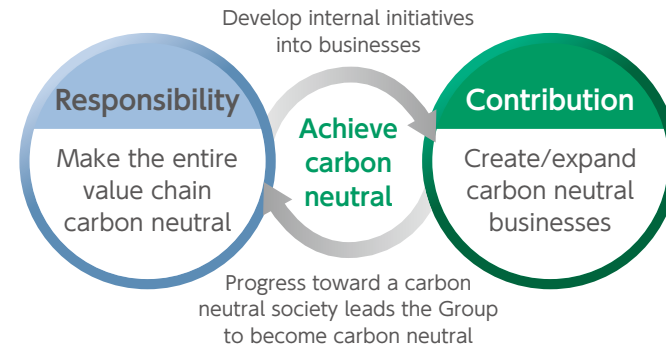 Develop internal initiatives
into businesses
Responsibility
Make the entire
value chain
carbon neutral
Achieve
carbon
neutral
Contribution
Create/expand
carbon neutral
businesses
Progress toward a carbon
neutral society leads the Group
to become carbon neutral